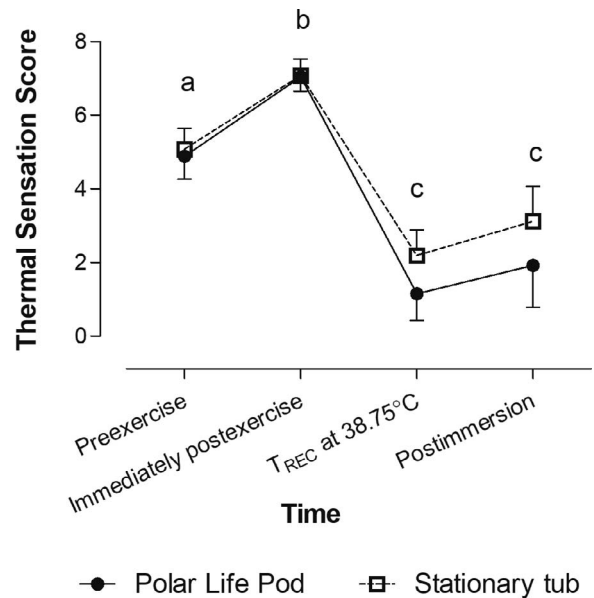 Thermal Sensation Score
8
6
4
2
0
a
b
c
c
Preexercise
Immediately postexercise
T_REC at 38.75°C
Postimmersion
Time
Polar Life Pod
Stationary tub